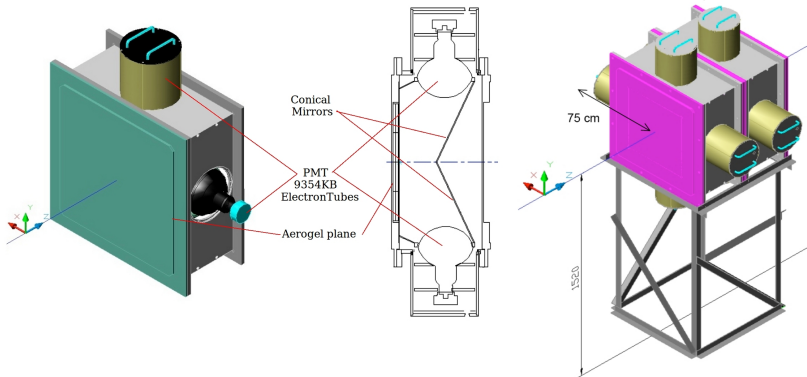 Conical
Mirrors
PMT
9354KB
ElectronTubes
Aerogel plane
X
Y
Z
75 cm
X
Y
Z
1520